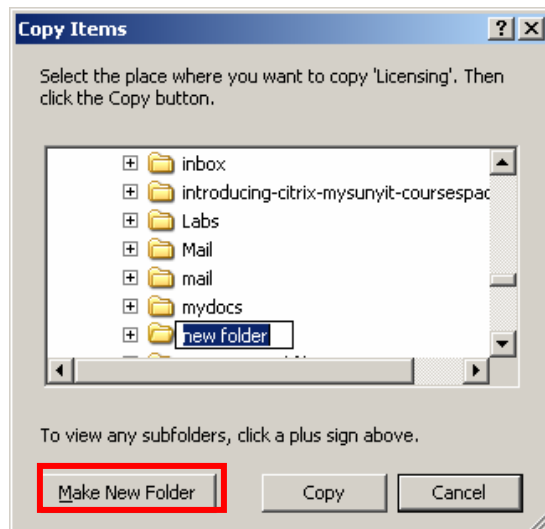 Copy Items
Select the place where you want to copy 'Licensing'. Then
click the Copy button.
inbox
introducing-citrix-mysunyit-coursespac
Labs
Mail
mail
mydocs
new folder
To view any subfolders, click a plus sign above.
Make New Folder Copy Cancel